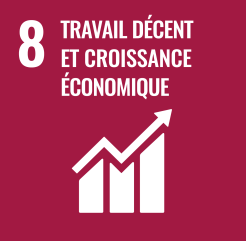 8 TRAVAIL DÉCENT
ET CROISSANCE
ÉCONOMIQUE